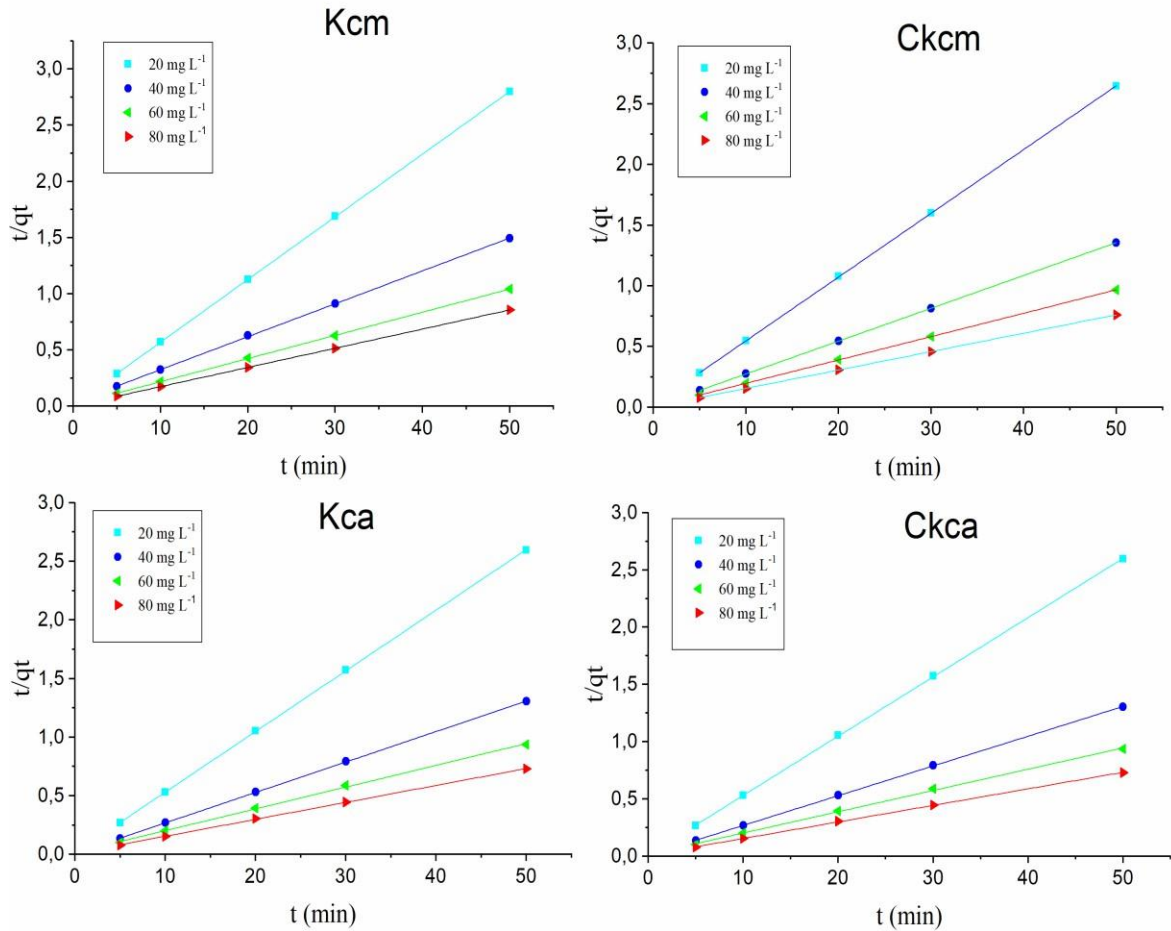 Kcm
20 mg L⁻¹
40 mg L⁻¹
60 mg L⁻¹
80 mg L⁻¹
3,0
2,5
2,0
1,5
1,0
0,5
0,0
t/qt
0 10 20 30 40 50
t (min)
Ckcm
20 mg L⁻¹
40 mg L⁻¹
60 mg L⁻¹
80 mg L⁻¹
3,0
2,5
2,0
1,5
1,0
0,5
0,0
t/qt
0 10 20 30 40 50
t (min)
Kca
20 mg L⁻¹
40 mg L⁻¹
60 mg L⁻¹
80 mg L⁻¹
3,0
2,5
2,0
1,5
1,0
0,5
0,0
t/qt
0 10 20 30 40 50
t (min)
Ckca
20 mg L⁻¹
40 mg L⁻¹
60 mg L⁻¹
80 mg L⁻¹
3,0
2,5
2,0
1,5
1,0
0,5
0,0
t/qt
0 10 20 30 40 50
t (min)